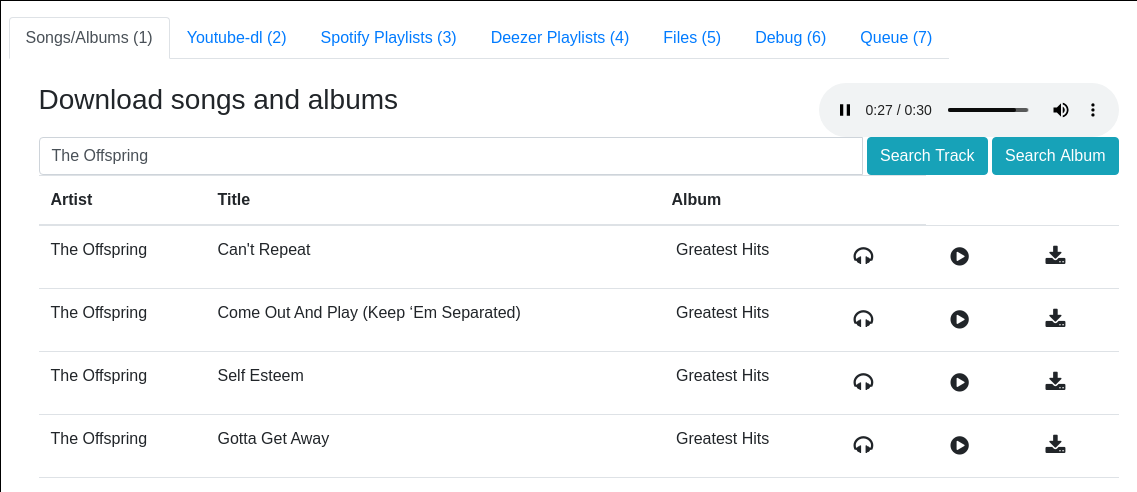 Songs/Albums (1) Youtube-dl (2) Spotify Playlists (3) Deezer Playlists (4) Files (5) Debug (6) Queue (7)
Download songs and albums
0:27 / 0:30
The Offspring Search Track Search Album
Artist Title Album
The Offspring Can't Repeat Greatest Hits
The Offspring Come Out And Play (Keep ‘Em Separated) Greatest Hits
The Offspring Self Esteem Greatest Hits
The Offspring Gotta Get Away Greatest Hits